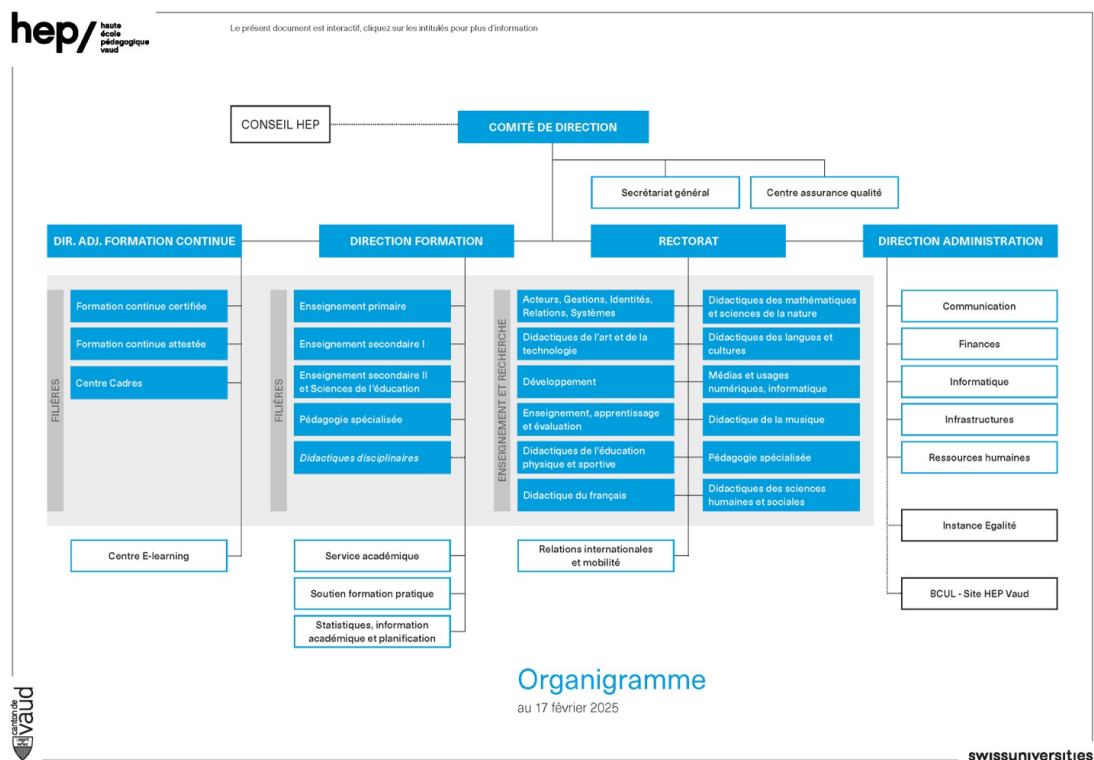 hep/ haute
école
pédagogique
vaud
Le présent document est interactif, cliquez sur les intitulés pour plus d'information
CONSEIL HEP
COMITÉ DE DIRECTION
Secrétariat général
Centre assurance qualité
DIR. ADJ. FORMATION CONTINUE
DIRECTION FORMATION
RECTORAT
DIRECTION ADMINISTRATION
FILIÈRES
Formation continue certifiée
Formation continue attestée
Centre Cadres
Centre E-learning
FILIÈRES
Enseignement primaire
Enseignement secondaire I
Enseignement secondaire II
et Sciences de l'éducation
Pédagogie spécialisée
Didactiques disciplinaires
Service académique
Soutien formation pratique
Statistiques, information
académique et planification
ENSEIGNEMENT ET RECHERCHE
Acteurs, Gestions, Identités,
Relations, Systèmes
Didactiques de l'art et de la
technologie
Développement
Enseignement, apprentissage
et évaluation
Didactiques de l'éducation
physique et sportive
Didactique du français
Didactiques des mathématiques
et sciences de la nature
Didactiques des langues et
cultures
Médias et usages
numériques, informatique
Didactique de la musique
Pédagogie spécialisée
Didactiques des sciences
humaines et sociales
Relations internationales
et mobilité
Communication
Finances
Informatique
Infrastructures
Ressources humaines
Instance Egalité
BCUL - Site HEP Vaud
Organigramme
au 17 février 2025
canton de
vaud
swissuniversities